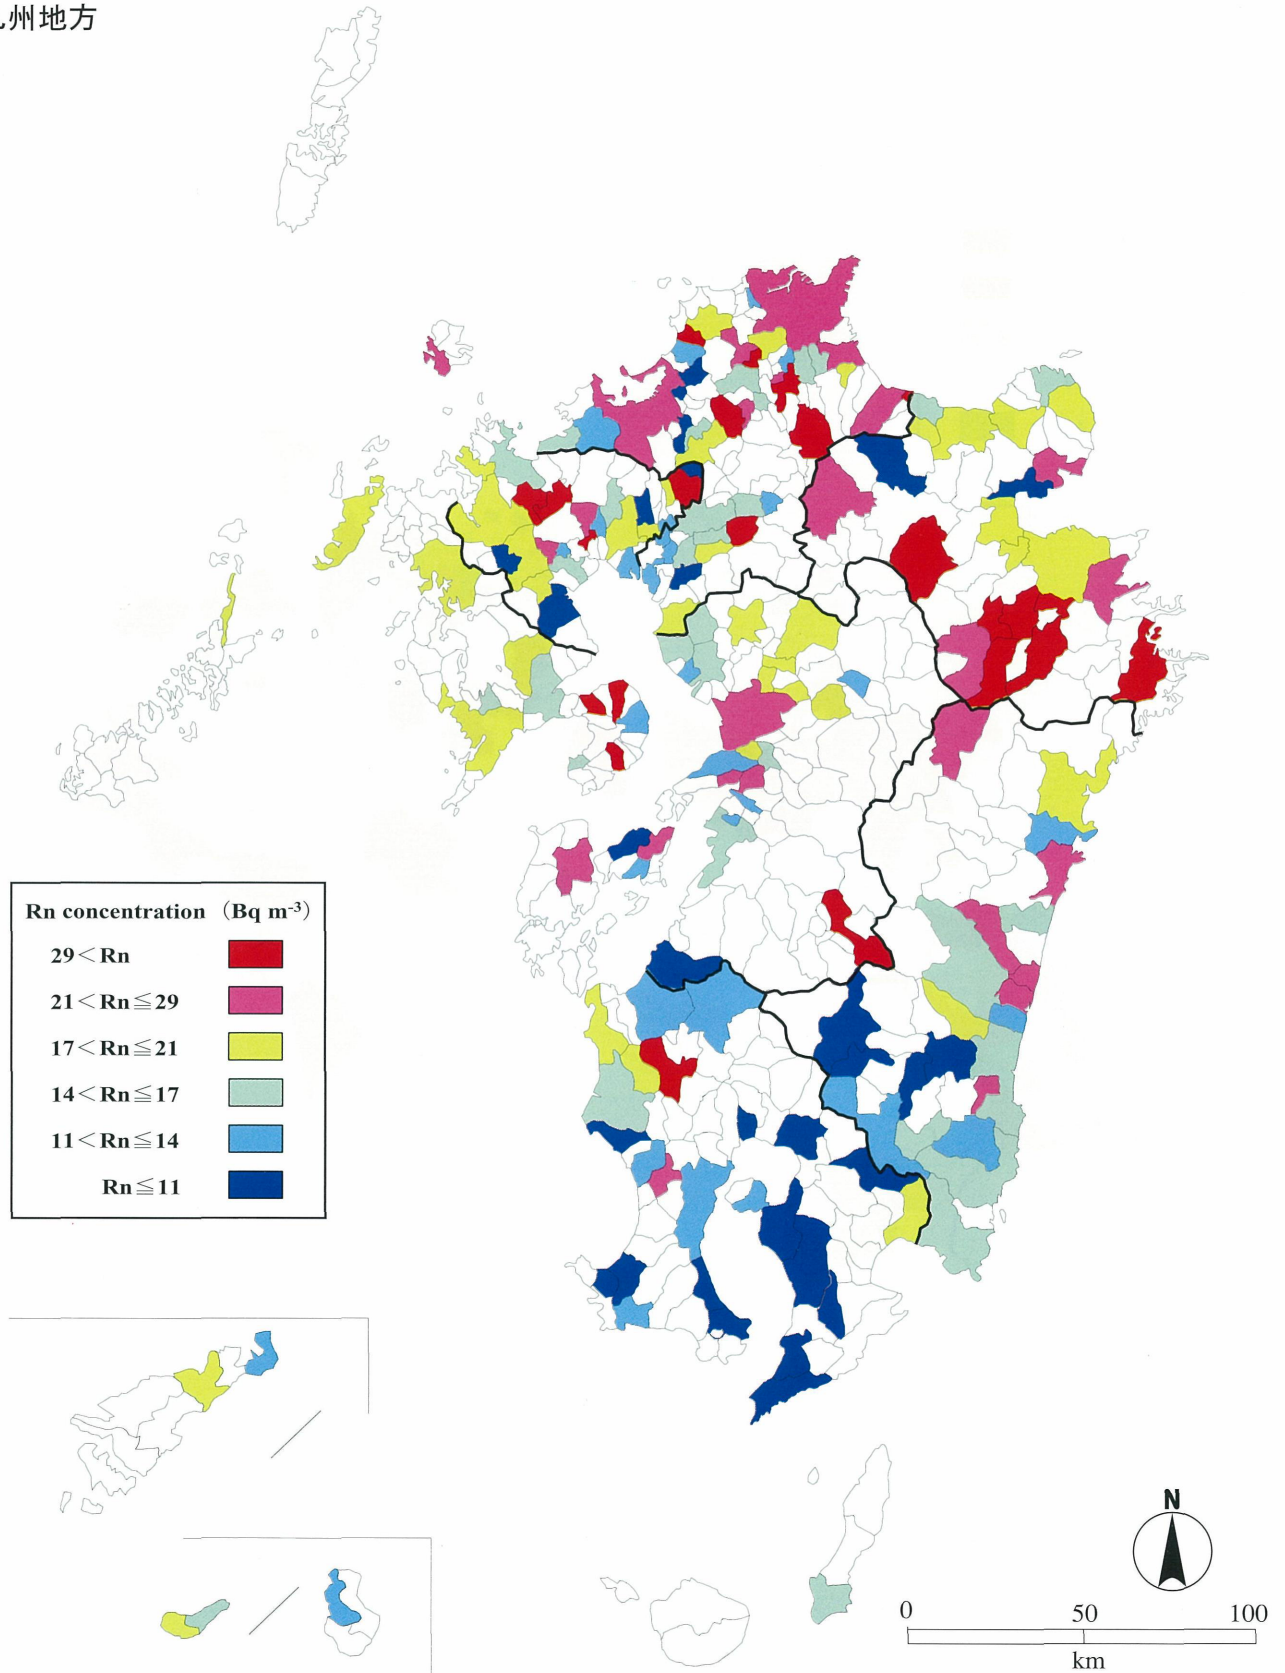 州地方
Rn concentration (Bq m⁻³)
29<Rn
21<Rn≦29
17<Rn≦21
14<Rn≦17
11<Rn≦14
Rn≦11
N
0 50 100
km